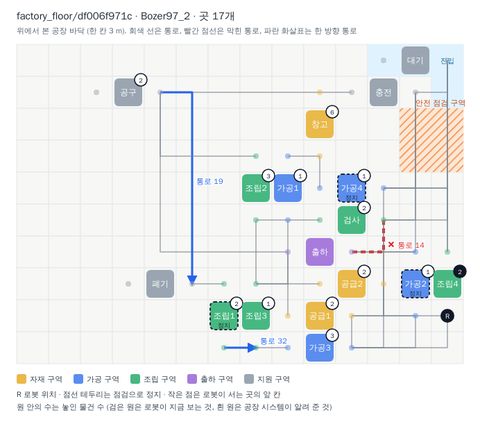 factory_floor/df006f971c · Bozer97_2 · 곳 17개
위에서 본 공장 바닥 (한 칸 3 m). 회색 선은 통로, 빨간 점선은 막힌 통로, 파란 화살표는 한 방향 통로
대기
전립
공구
2
충전
안전 점검 구역
창고
6
통로 19
조립2
3
가공1
1
가공4
1
정지
검사
2
출하
통로 14
폐기
공급2
2
가공2
1
정지
조립4
2
조립1
2
정지
조립3
1
공급1
2
R
통로 32
가공3
3
자재 구역
가공 구역
조립 구역
출하 구역
지원 구역
R 로봇 위치 · 점선 테두리는 점검으로 정지 · 작은 점은 로봇이 서는 곳의 앞 칸
원 안의 수는 놓인 물건 수 (검은 원은 로봇이 지금 보는 것, 흰 원은 공장 시스템이 알려 준 것)